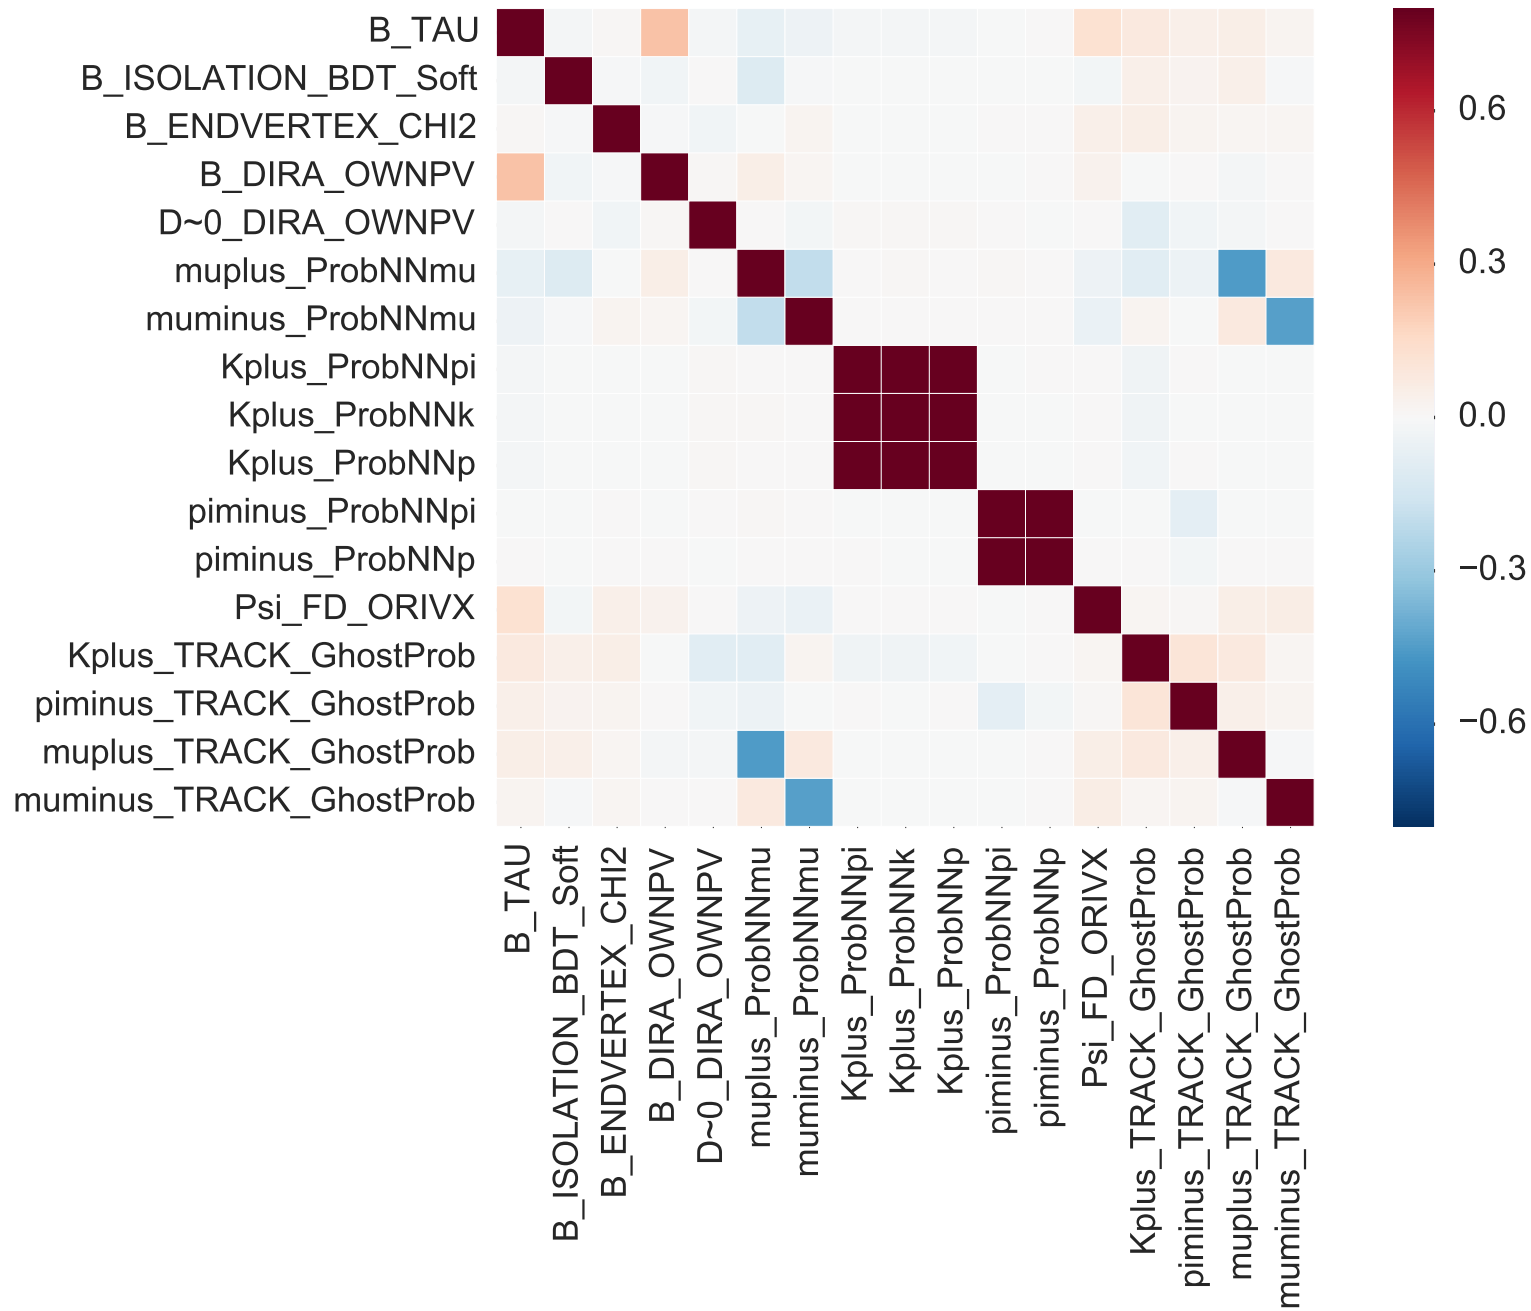 B_TAU
B_ISOLATION_BDT_Soft
B_ENDVERTEX_CHI2
B_DIRA_OWNPV
D~0_DIRA_OWNPV
muplus_ProbNNmu
muminus_ProbNNmu
Kplus_ProbNNpi
Kplus_ProbNNk
Kplus_ProbNNp
piminus_ProbNNpi
piminus_ProbNNp
Psi_FD_ORIVX
Kplus_TRACK_GhostProb
piminus_TRACK_GhostProb
muplus_TRACK_GhostProb
muminus_TRACK_GhostProb
B_TAU
B_ISOLATION_BDT_Soft
B_ENDVERTEX_CHI2
B_DIRA_OWNPV
D~0_DIRA_OWNPV
muplus_ProbNNmu
muminus_ProbNNmu
Kplus_ProbNNpi
Kplus_ProbNNk
Kplus_ProbNNp
piminus_ProbNNpi
piminus_ProbNNp
Psi_FD_ORIVX
Kplus_TRACK_GhostProb
piminus_TRACK_GhostProb
muplus_TRACK_GhostProb
muminus_TRACK_GhostProb
0.6
0.3
0.0
−0.3
−0.6